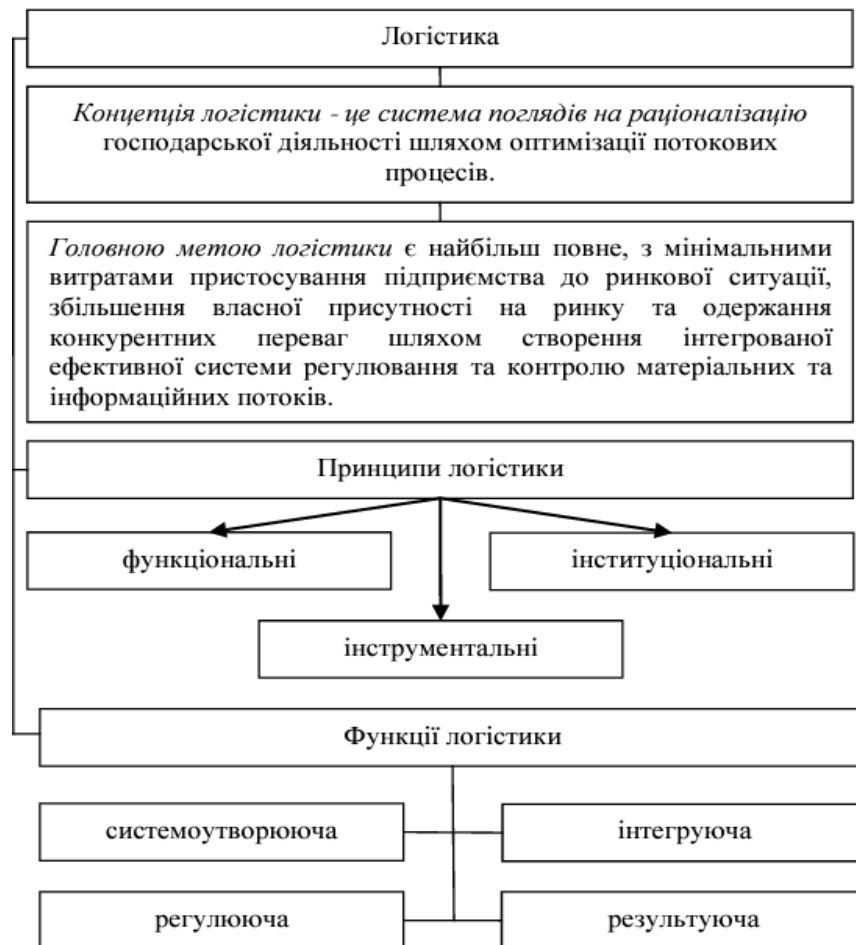 Логістика
Концепція логістики - це система поглядів на раціоналізацію
господарської діяльності шляхом оптимізації потокових
процесів.
Головною метою логістики є найбільш повне, з мінімальними
витратами пристосування підприємства до ринкової ситуації,
збільшення власної присутності на ринку та одержання
конкурентних переваг шляхом створення інтегрованої
ефективної системи регулювання та контролю матеріальних та
інформаційних потоків.
Принципи логістики
функціональні
інституціональні
інструментальні
Функції логістики
системоутворююча
інтегруюча
регулююча
результуюча